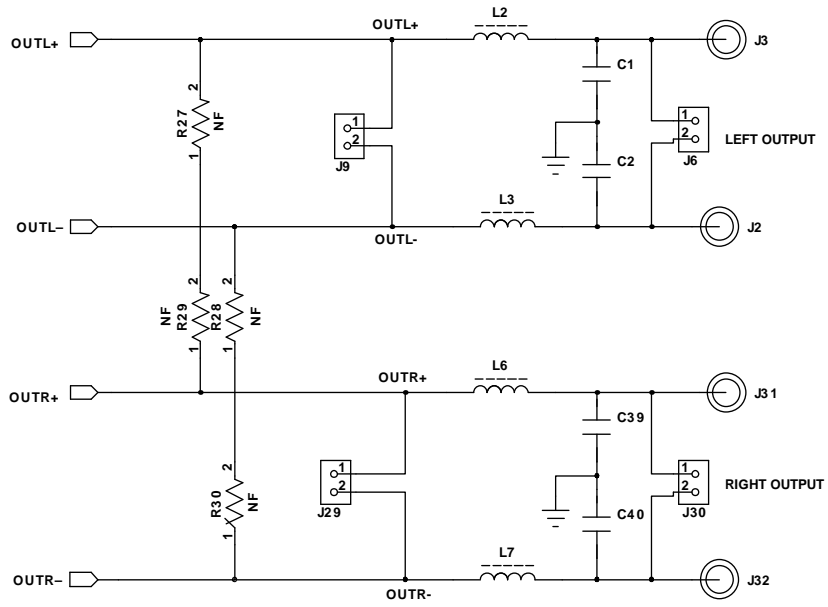 OUTL+
OUTL+
L2
J3
C1
2
R27
NF
1
1
2
J9
1
2
J6
LEFT OUTPUT
C2
L3
OUTL–
OUTL-
J2
2
2
NF
R29
R28
NF
1
1
OUTR+
OUTR+
L6
J31
C39
2
R30
NF
1
1
2
J29
1
2
J30
RIGHT OUTPUT
C40
L7
OUTR–
OUTR-
J32